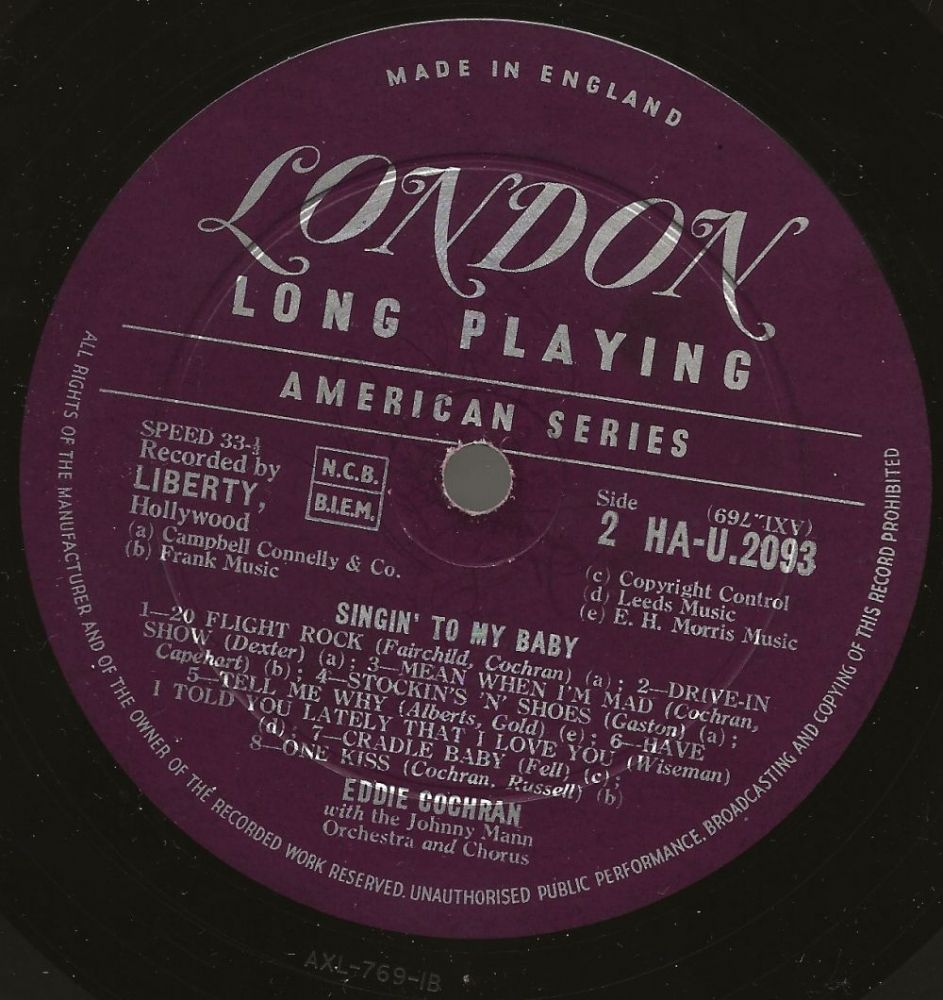 MADE IN ENGLAND
LONDON
LONG PLAYING
AMERICAN SERIES
SPEED 33-⅓
Recorded by
LIBERTY,
Hollywood
(a) Campbell Connelly & Co.
(b) Frank Music
N.C.B.
B.I.E.M.
Side
2
(AXL.769)
HA-U.2093
(c) Copyright Control
(d) Leeds Music
(e) E. H. Morris Music
SINGIN' TO MY BABY
1—20 FLIGHT ROCK (Fairchild, Cochran) (a); 2—DRIVE-IN
SHOW (Dexter) (a); 3—MEAN WHEN I'M MAD (Cochran,
Capehart) (b); 4—STOCKIN'S 'N' SHOES (Gaston) (a);
5—TELL ME WHY (Alberts, Gold) (e); 6—HAVE
I TOLD YOU LATELY THAT I LOVE YOU (Wiseman)
(d); 7—CRADLE BABY (Fell) (c);
8—ONE KISS (Cochran, Russell) (b)
EDDIE COCHRAN
with the Johnny Mann
Orchestra and Chorus
ALL RIGHTS OF THE MANUFACTURER AND OF THE OWNER OF THE RECORDED WORK RESERVED. UNAUTHORISED PUBLIC PERFORMANCE, BROADCASTING AND COPYING OF THIS RECORD PROHIBITED
AXL-769-1B